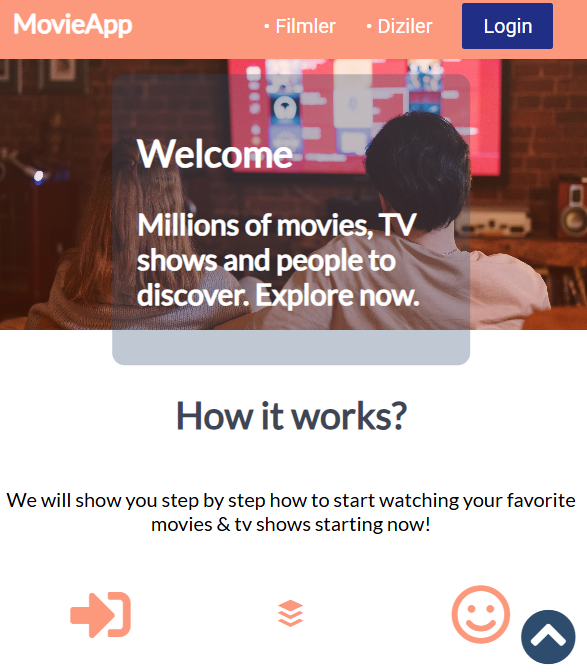 MovieApp
• Filmler
• Diziler
Login
Welcome
Millions of movies, TV
shows and people to
discover. Explore now.
How it works?
We will show you step by step how to start watching your favorite
movies & tv shows starting now!